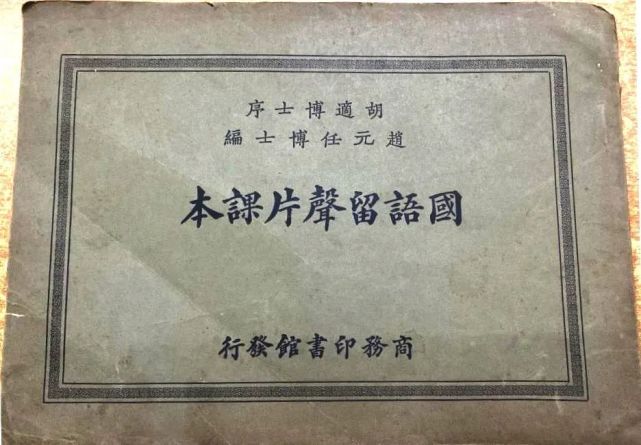 胡適博士序
趙元任博士編
國語留聲片課本
商務印書館發行